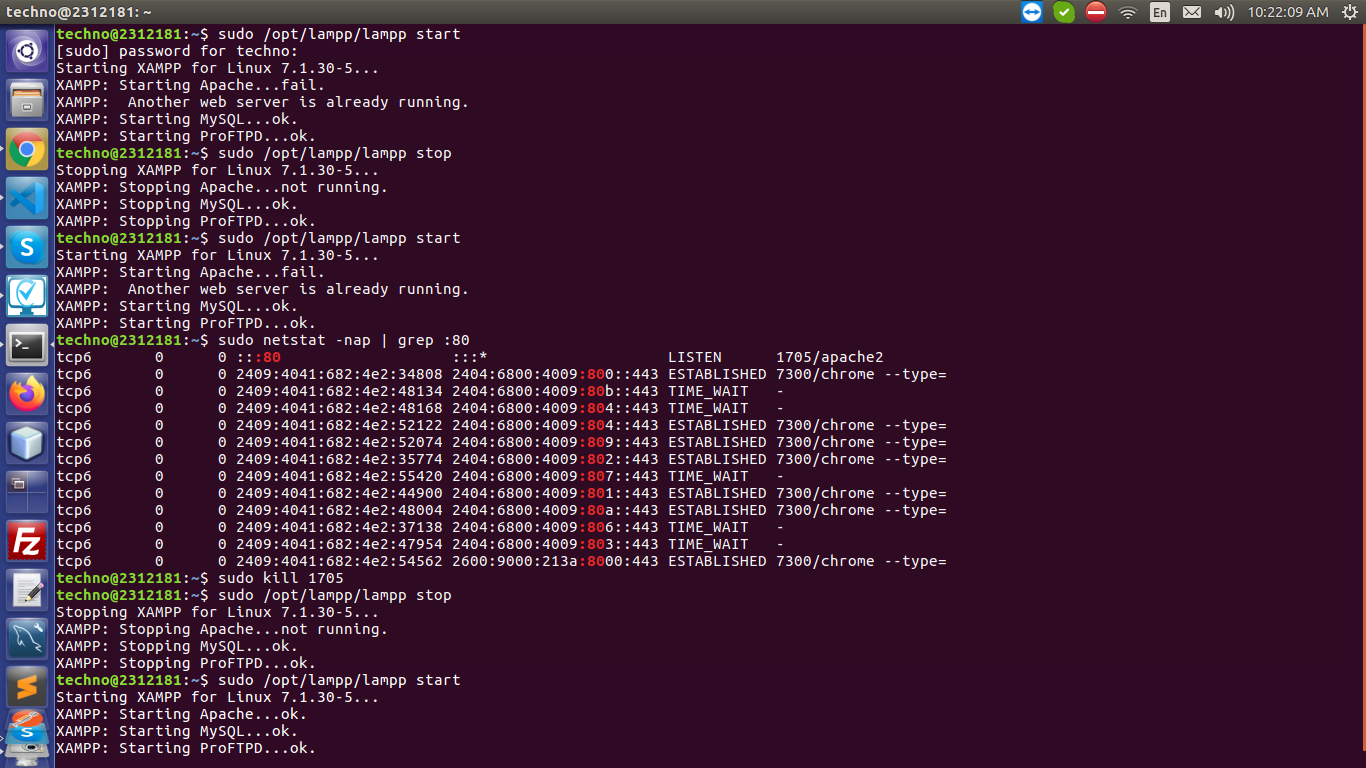 techno@2312181: ~
En
10:22:09 AM
techno@2312181:~$ sudo /opt/lampp/lampp start
[sudo] password for techno:
Starting XAMPP for Linux 7.1.30-5...
XAMPP: Starting Apache...fail.
XAMPP:  Another web server is already running.
XAMPP: Starting MySQL...ok.
XAMPP: Starting ProFTPD...ok.
techno@2312181:~$ sudo /opt/lampp/lampp stop
Stopping XAMPP for Linux 7.1.30-5...
XAMPP: Stopping Apache...not running.
XAMPP: Stopping MySQL...ok.
XAMPP: Stopping ProFTPD...ok.
techno@2312181:~$ sudo /opt/lampp/lampp start
Starting XAMPP for Linux 7.1.30-5...
XAMPP: Starting Apache...fail.
XAMPP:  Another web server is already running.
XAMPP: Starting MySQL...ok.
XAMPP: Starting ProFTPD...ok.
techno@2312181:~$ sudo netstat -nap | grep :80
tcp6       0      0 :::80                   :::*                    LISTEN      1705/apache2
tcp6       0      0 2409:4041:682:4e2:34808 2404:6800:4009:800::443 ESTABLISHED 7300/chrome --type=
tcp6       0      0 2409:4041:682:4e2:48134 2404:6800:4009:80b::443 TIME_WAIT   -
tcp6       0      0 2409:4041:682:4e2:48168 2404:6800:4009:804::443 TIME_WAIT   -
tcp6       0      0 2409:4041:682:4e2:52122 2404:6800:4009:804::443 ESTABLISHED 7300/chrome --type=
tcp6       0      0 2409:4041:682:4e2:52074 2404:6800:4009:809::443 ESTABLISHED 7300/chrome --type=
tcp6       0      0 2409:4041:682:4e2:35774 2404:6800:4009:802::443 ESTABLISHED 7300/chrome --type=
tcp6       0      0 2409:4041:682:4e2:55420 2404:6800:4009:807::443 TIME_WAIT   -
tcp6       0      0 2409:4041:682:4e2:44900 2404:6800:4009:801::443 ESTABLISHED 7300/chrome --type=
tcp6       0      0 2409:4041:682:4e2:48004 2404:6800:4009:80a::443 ESTABLISHED 7300/chrome --type=
tcp6       0      0 2409:4041:682:4e2:37138 2404:6800:4009:806::443 TIME_WAIT   -
tcp6       0      0 2409:4041:682:4e2:47954 2404:6800:4009:803::443 TIME_WAIT   -
tcp6       0      0 2409:4041:682:4e2:54562 2600:9000:213a:8000:443 ESTABLISHED 7300/chrome --type=
techno@2312181:~$ sudo kill 1705
techno@2312181:~$ sudo /opt/lampp/lampp stop
Stopping XAMPP for Linux 7.1.30-5...
XAMPP: Stopping Apache...not running.
XAMPP: Stopping MySQL...ok.
XAMPP: Stopping ProFTPD...ok.
techno@2312181:~$ sudo /opt/lampp/lampp start
Starting XAMPP for Linux 7.1.30-5...
XAMPP: Starting Apache...ok.
XAMPP: Starting MySQL...ok.
XAMPP: Starting ProFTPD...ok.